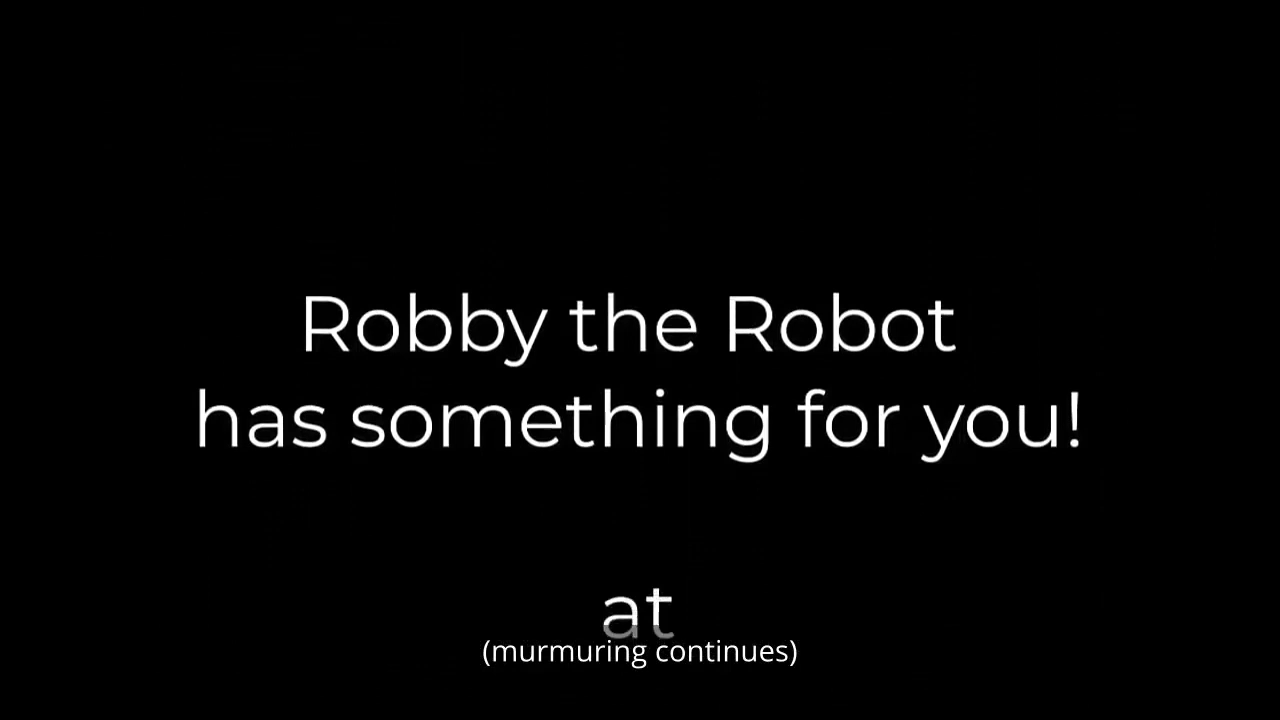 Robby the Robot
has something for you!
at
(murmuring continues)